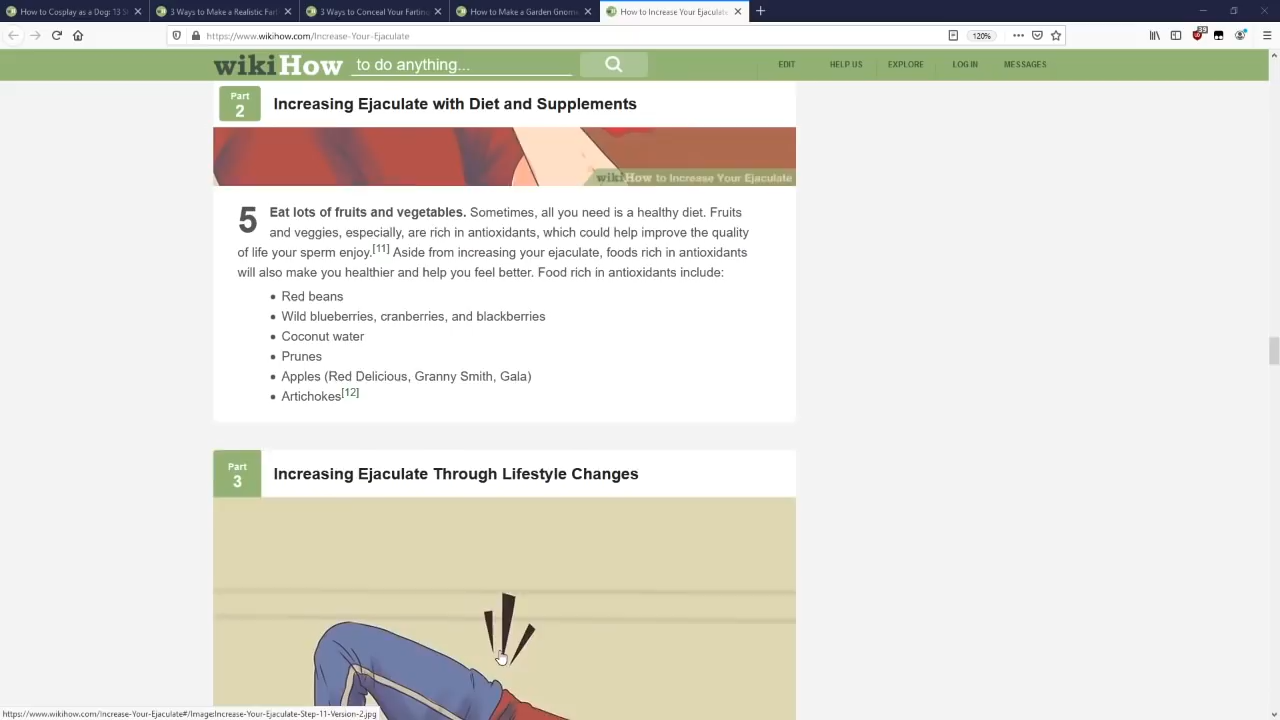 How to Cosplay as a Dog: 13 S
3 Ways to Make a Realistic Fart
3 Ways to Conceal Your Farting
How to Make a Garden Gnome
How to Increase Your Ejaculate
https://www.wikihow.com/Increase-Your-Ejaculate
120%
wikiHow to do anything...
EDIT
HELP US
EXPLORE
LOG IN
MESSAGES
Part
2
Increasing Ejaculate with Diet and Supplements
wikiHow to Increase Your Ejaculate
5 Eat lots of fruits and vegetables. Sometimes, all you need is a healthy diet. Fruits
and veggies, especially, are rich in antioxidants, which could help improve the quality
of life your sperm enjoy.[11] Aside from increasing your ejaculate, foods rich in antioxidants
will also make you healthier and help you feel better. Food rich in antioxidants include:
Red beans
Wild blueberries, cranberries, and blackberries
Coconut water
Prunes
Apples (Red Delicious, Granny Smith, Gala)
Artichokes[12]
Part
3
Increasing Ejaculate Through Lifestyle Changes
https://www.wikihow.com/Increase-Your-Ejaculate#/Image:Increase-Your-Ejaculate-Step-11-Version-2.jpg